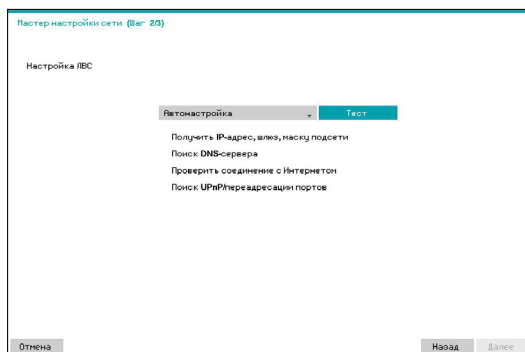 Мастер настройки сети (Шаг 2/3)
Настройка ЛВС
Автонастройка Тест
Получить IP-адрес, шлюз, маску подсети
Поиск DNS-сервера
Проверить соединение с Интернетом
Поиск UPnP/переадресации портов
Отмена Назад Далее